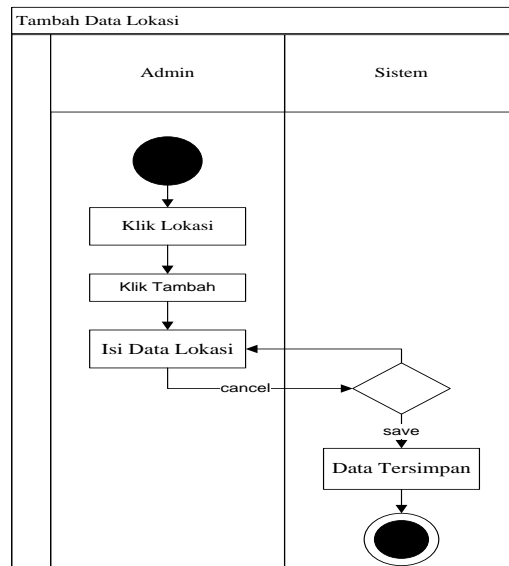 Tambah Data Lokasi
Admin
Sistem
Klik Lokasi
Klik Tambah
Isi Data Lokasi
cancel
save
Data Tersimpan